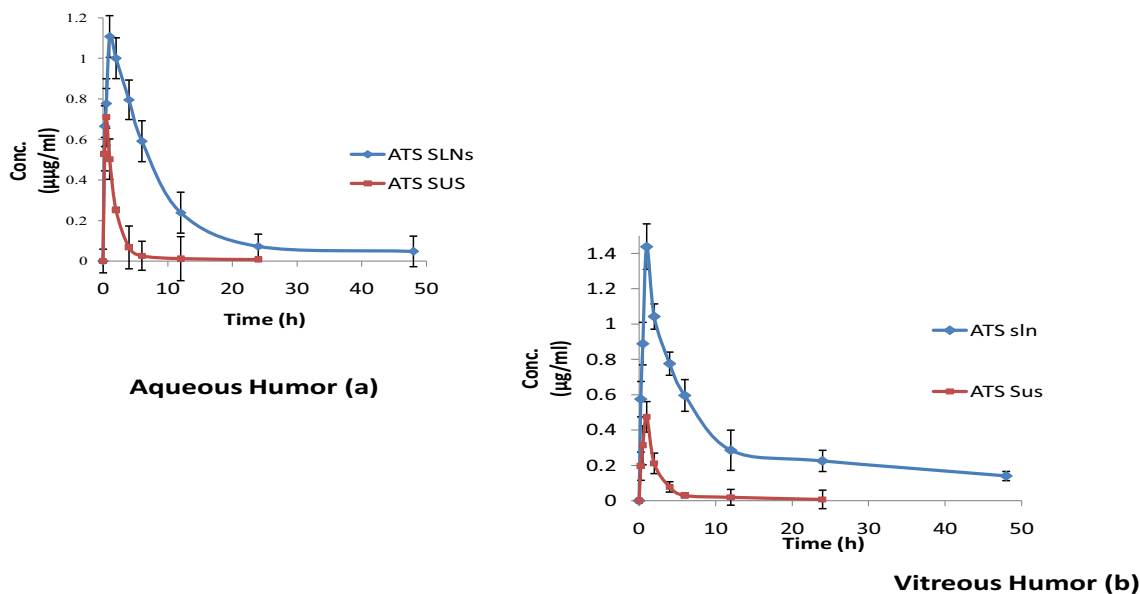 1.2
1
0.8
0.6
0.4
0.2
0
Conc.
(µµg/ml)
0 10 20 30 40 50
Time (h)
ATS SLNs
ATS SUS
Aqueous Humor (a)
1.4
1.2
1
0.8
0.6
0.4
0.2
0
Conc.
(µg/ml)
0 10 20 30 40 50
Time (h)
ATS sln
ATS Sus
Vitreous Humor (b)